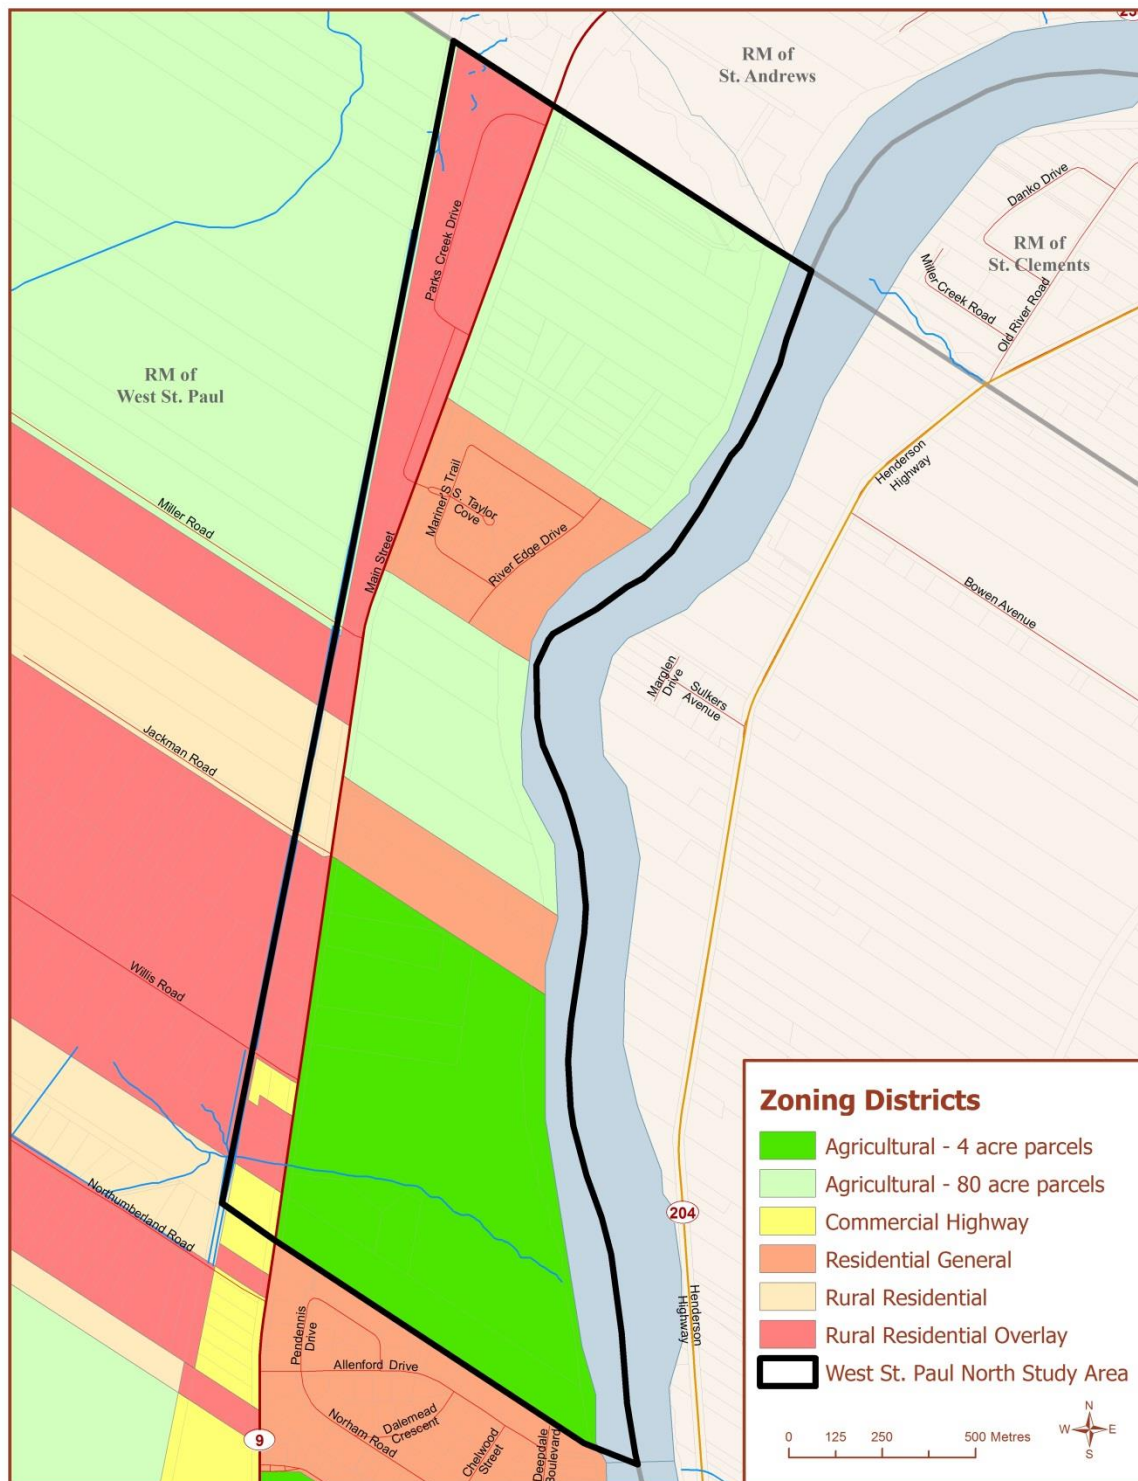 RM of
St. Andrews
Danko Drive
RM of
St. Clements
Miller Creek Road
Old River Road
Parks Creek Drive
RM of
West St. Paul
Henderson
Highway
Mariner'S Trail
S. Taylor
Cove
River Edge Drive
Miller Road
Main Street
Bowen Avenue
Marglen
Drive
Sulkers
Avenue
Jackman Road
Willis Road
Northumberland Road
204
Henderson
Highway
Pendennis
Drive
Allenford Drive
Dalemead
Crescent
Norham Road
Chelwood
Street
Deepdale
Boulevard
9
Zoning Districts
Agricultural - 4 acre parcels
Agricultural - 80 acre parcels
Commercial Highway
Residential General
Rural Residential
Rural Residential Overlay
West St. Paul North Study Area
N
W E
S
0 125 250 500 Metres